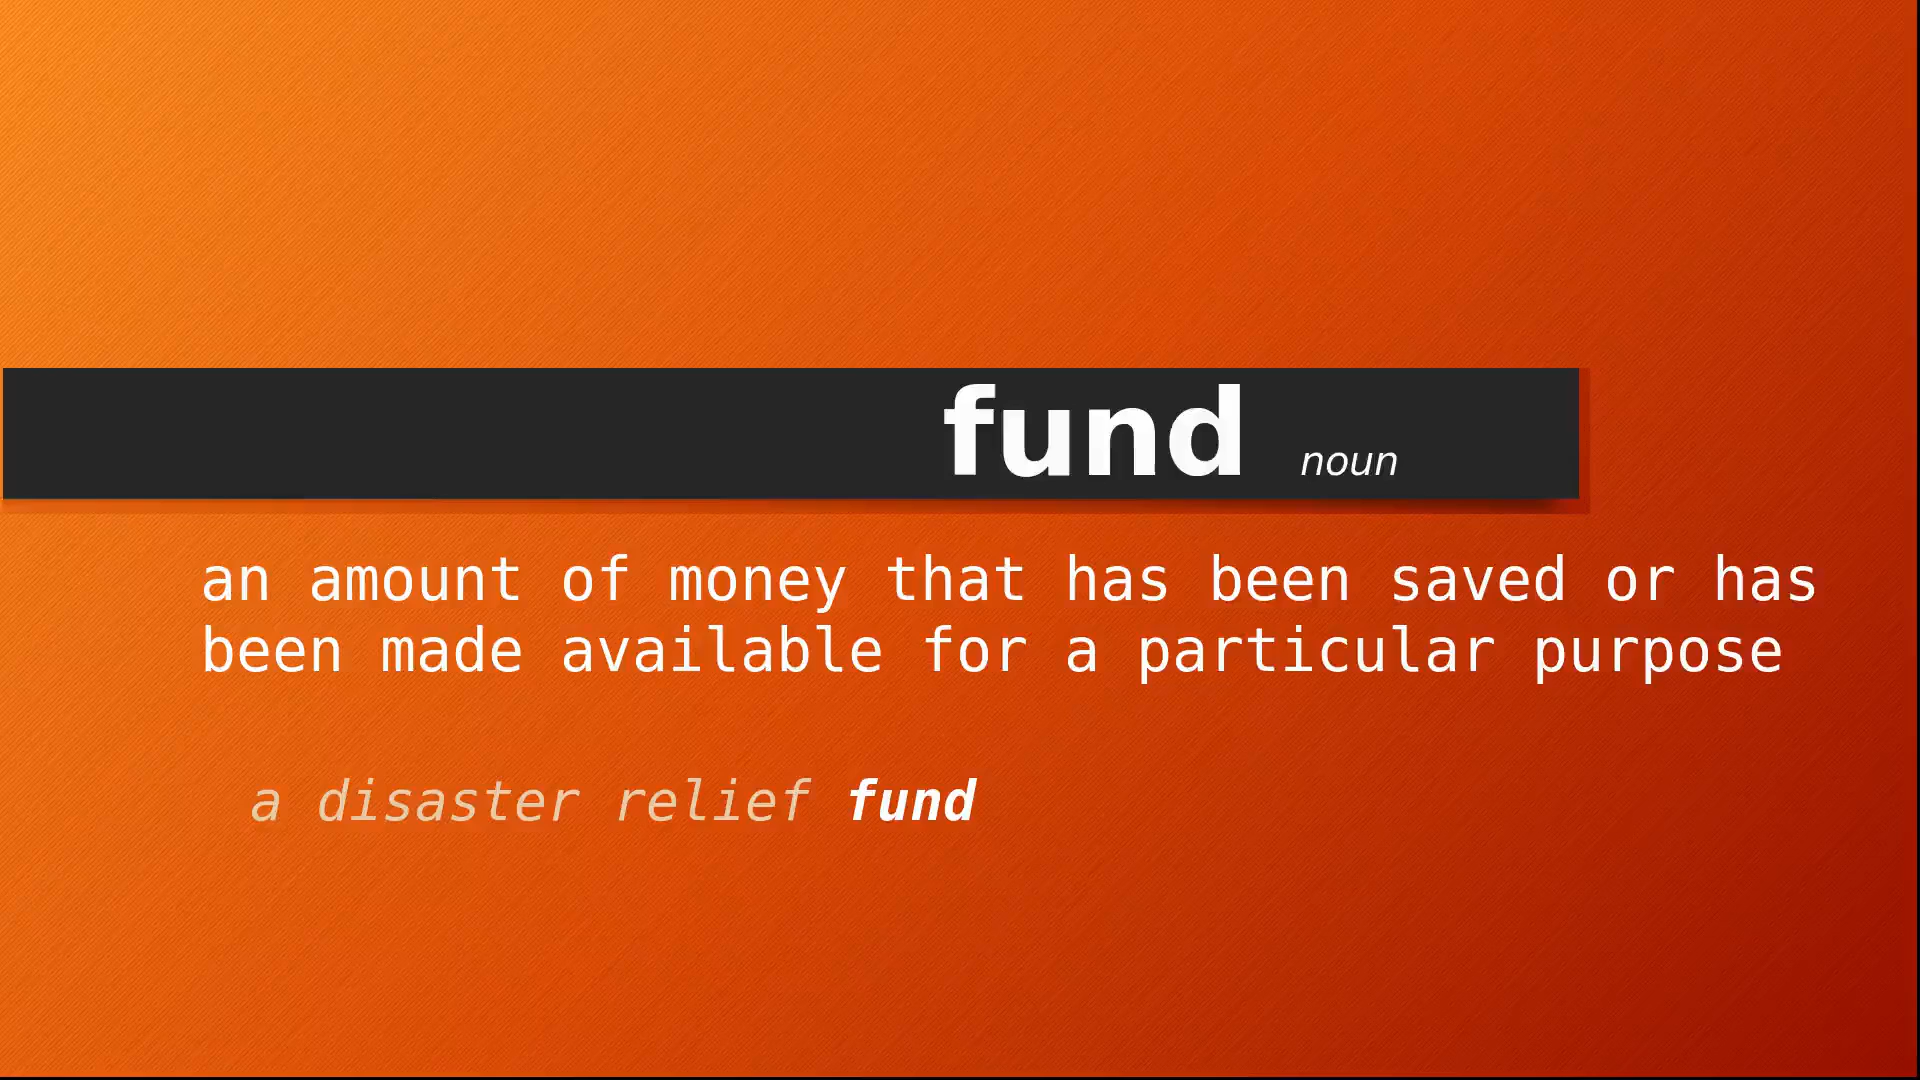 fund noun
an amount of money that has been saved or has
been made available for a particular purpose
a disaster relief fund